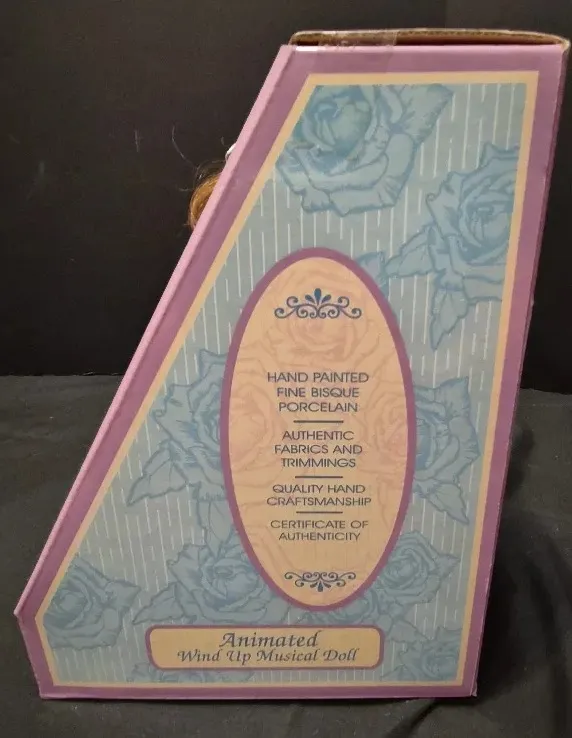 HAND PAINTED
FINE BISQUE
PORCELAIN
AUTHENTIC
FABRICS AND
TRIMMINGS
QUALITY HAND
CRAFTSMANSHIP
CERTIFICATE OF
AUTHENTICITY
Animated
Wind Up Musical Doll